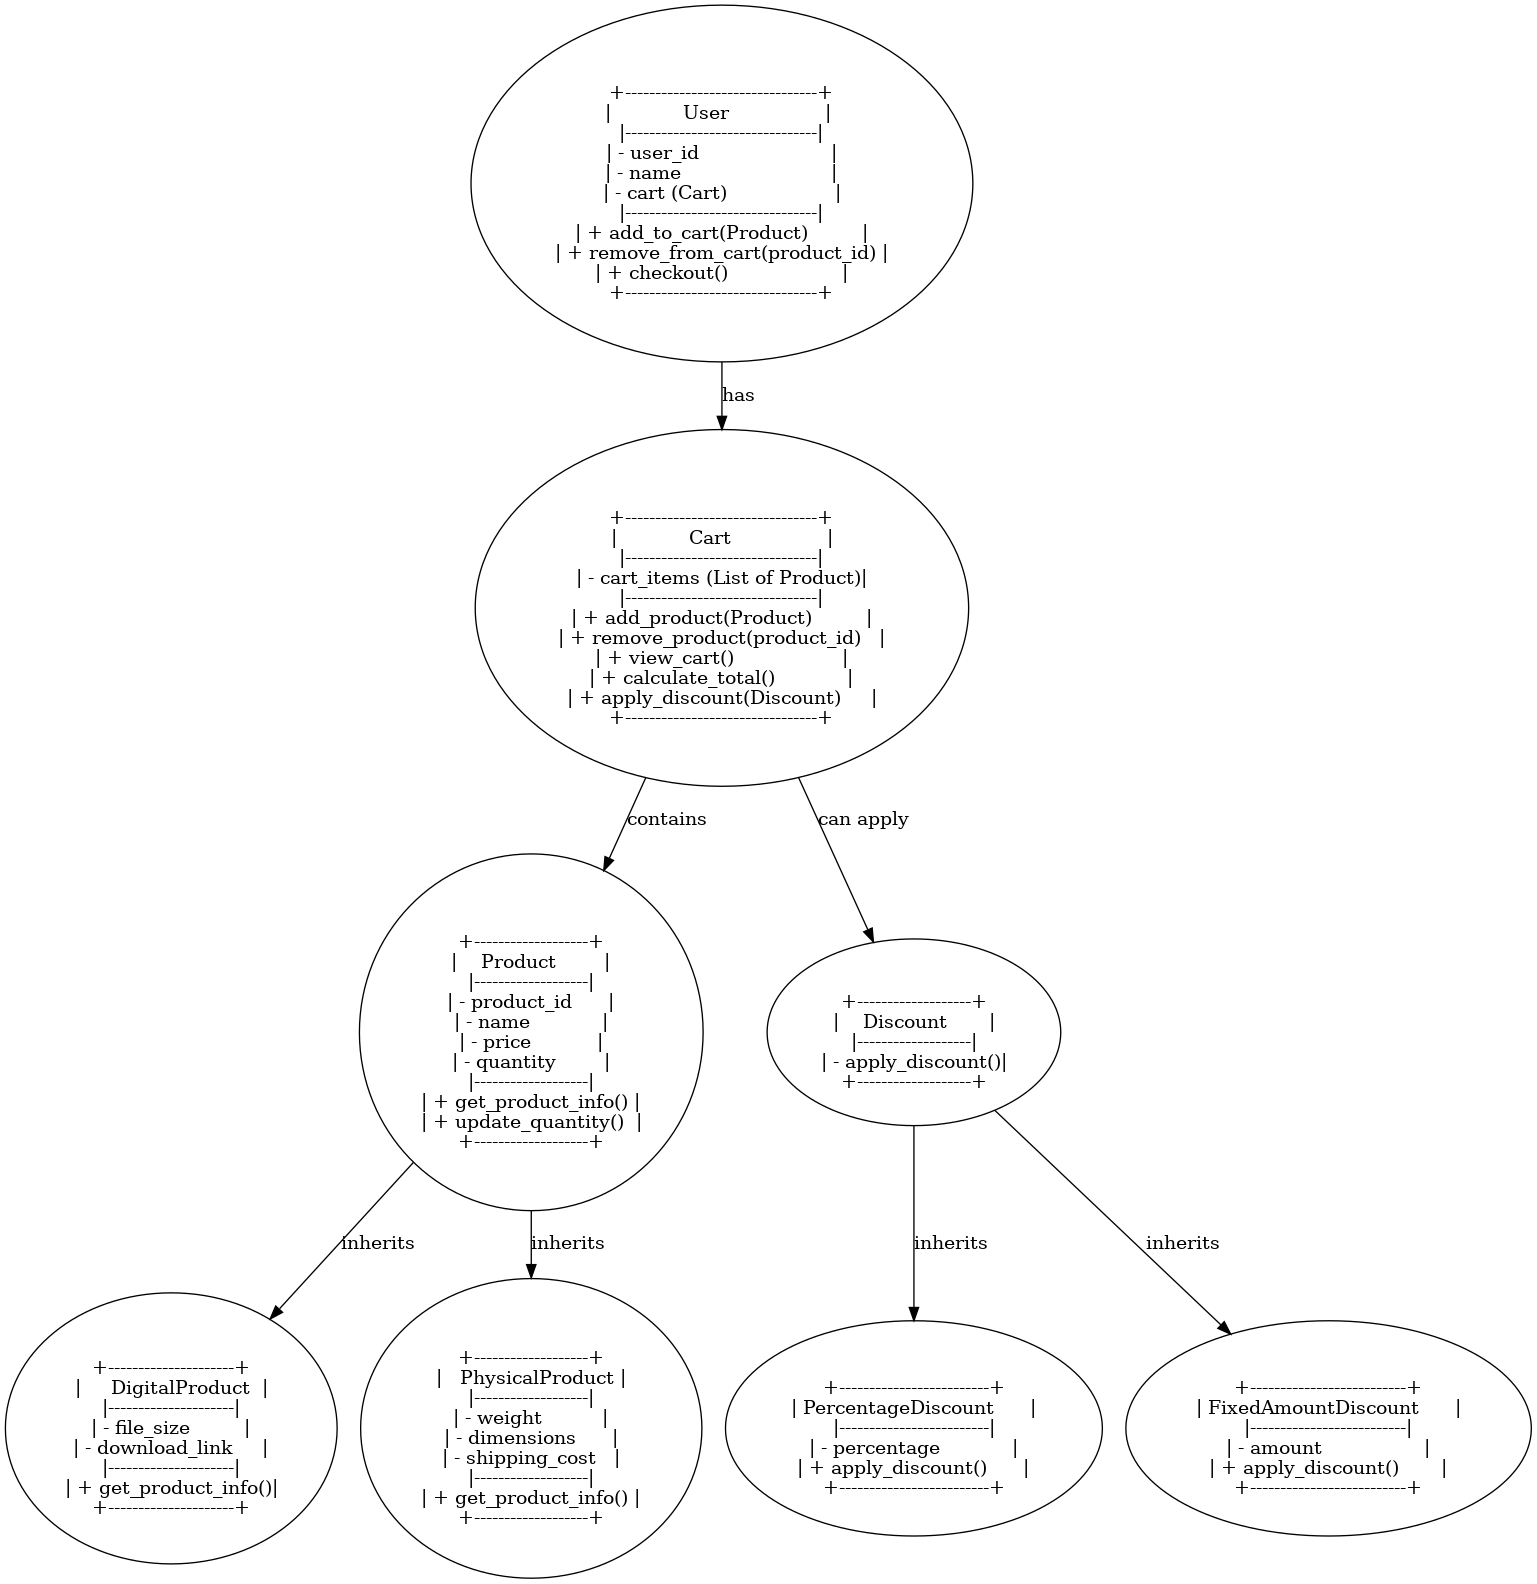 +--------------------------------+
|            User                |
|--------------------------------|
| - user_id                      |
| - name                         |
| - cart (Cart)                  |
|--------------------------------|
| + add_to_cart(Product)         |
| + remove_from_cart(product_id) |
| + checkout()                   |
+--------------------------------+
has
+--------------------------------+
|            Cart                |
|--------------------------------|
| - cart_items (List of Product)|
|--------------------------------|
| + add_product(Product)         |
| + remove_product(product_id)   |
| + view_cart()                  |
| + calculate_total()            |
| + apply_discount(Discount)     |
+--------------------------------+
contains
can apply
+-------------------+
|    Product        |
|-------------------|
| - product_id      |
| - name            |
| - price           |
| - quantity        |
|-------------------|
| + get_product_info() |
| + update_quantity()  |
+-------------------+
+-------------------+
|    Discount       |
|-------------------|
| - apply_discount()|
+-------------------+
inherits
inherits
inherits
inherits
+---------------------+
|     DigitalProduct  |
|---------------------|
| - file_size         |
| - download_link     |
|---------------------|
| + get_product_info()|
+---------------------+
+-------------------+
|   PhysicalProduct |
|-------------------|
| - weight          |
| - dimensions      |
| - shipping_cost   |
|-------------------|
| + get_product_info() |
+-------------------+
+-------------------------+
| PercentageDiscount      |
|-------------------------|
| - percentage            |
| + apply_discount()      |
+-------------------------+
+--------------------------+
| FixedAmountDiscount      |
|--------------------------|
| - amount                 |
| + apply_discount()       |
+--------------------------+